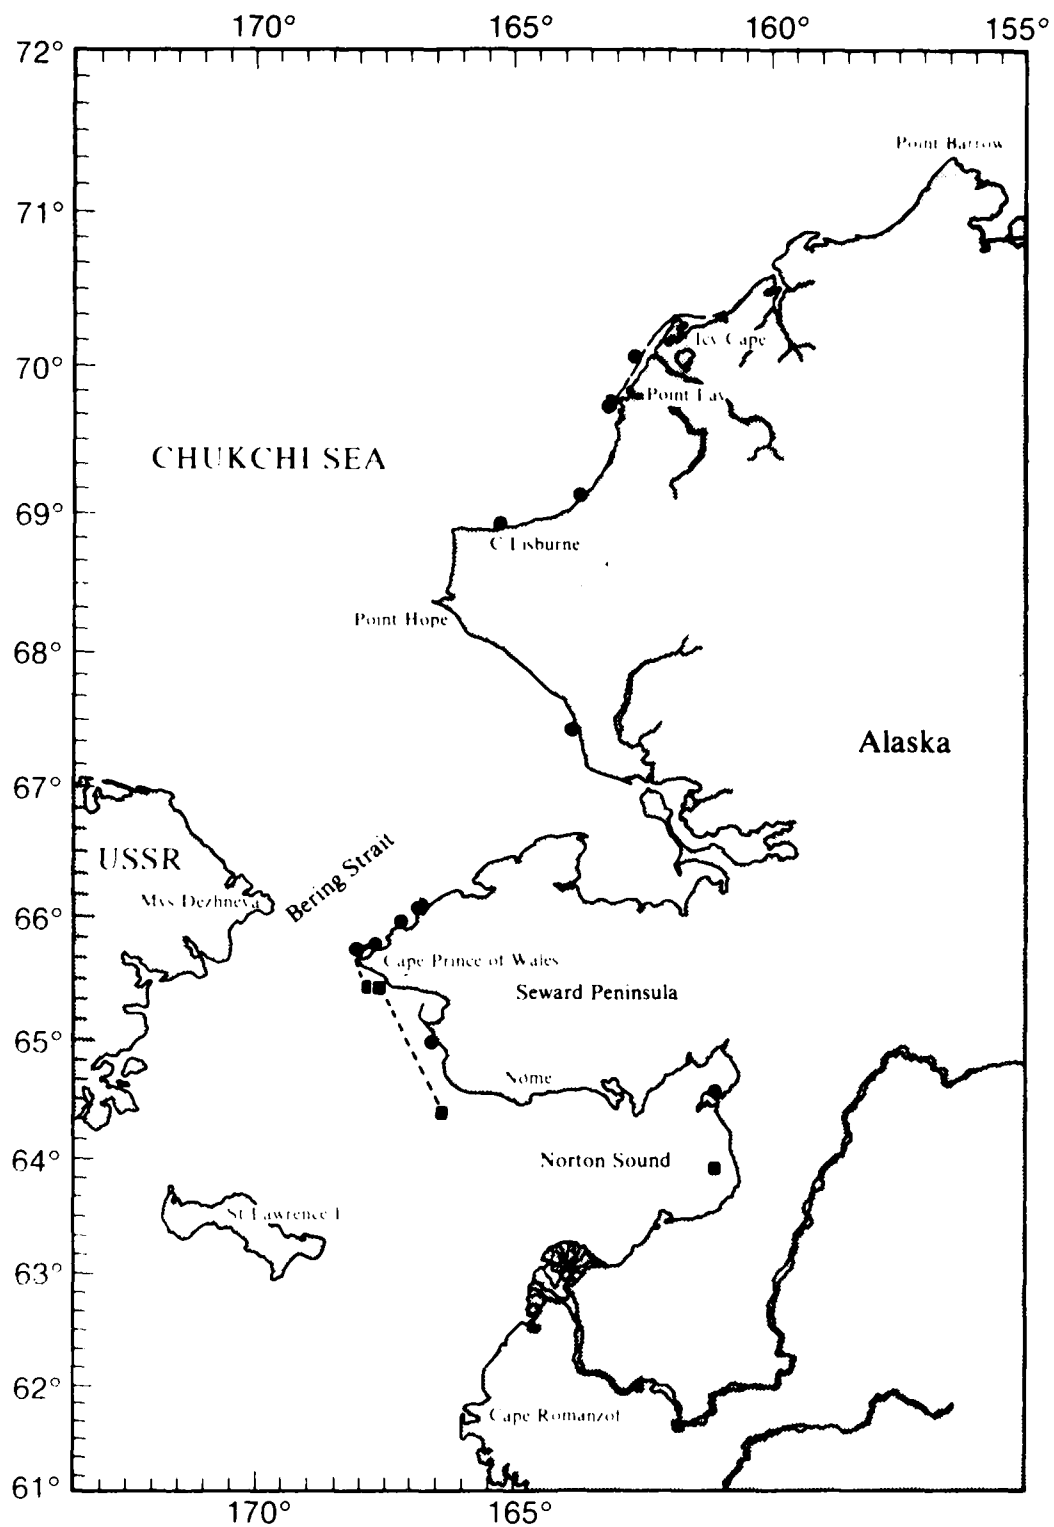 170° 165° 160° 155°
72°
Point Barrow
71°
Icy Cape
70°
Point Lay
CHUKCHI SEA
69°
C Lisburne
Point Hope
68°
Alaska
67°
USSR
Bering Strait
Mys Dezhneva
66°
Cape Prince of Wales
Seward Peninsula
65°
Nome
64°
Norton Sound
St Lawrence I
63°
62°
Cape Romanzof
61°
170° 165°